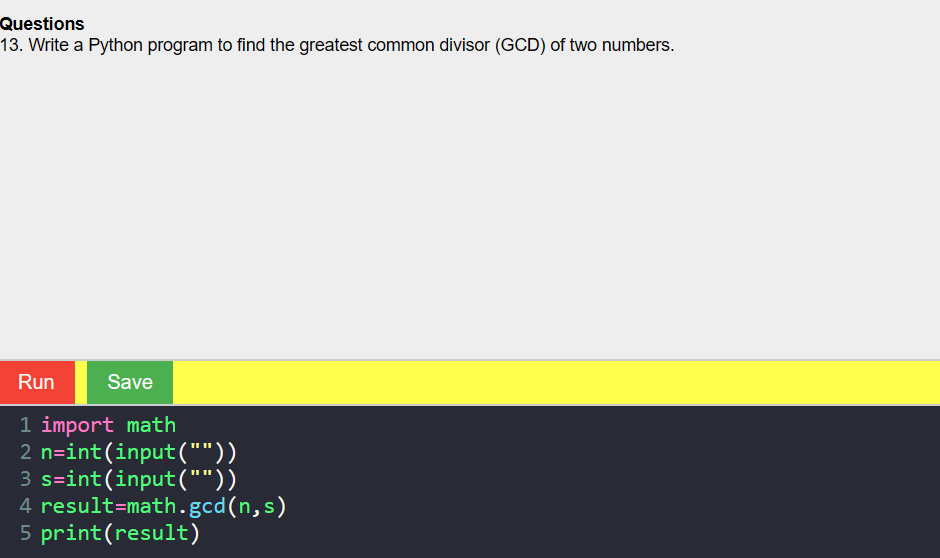 Questions
13. Write a Python program to find the greatest common divisor (GCD) of two numbers.
Run Save
1 import math
2 n=int(input(""))
3 s=int(input(""))
4 result=math.gcd(n,s)
5 print(result)